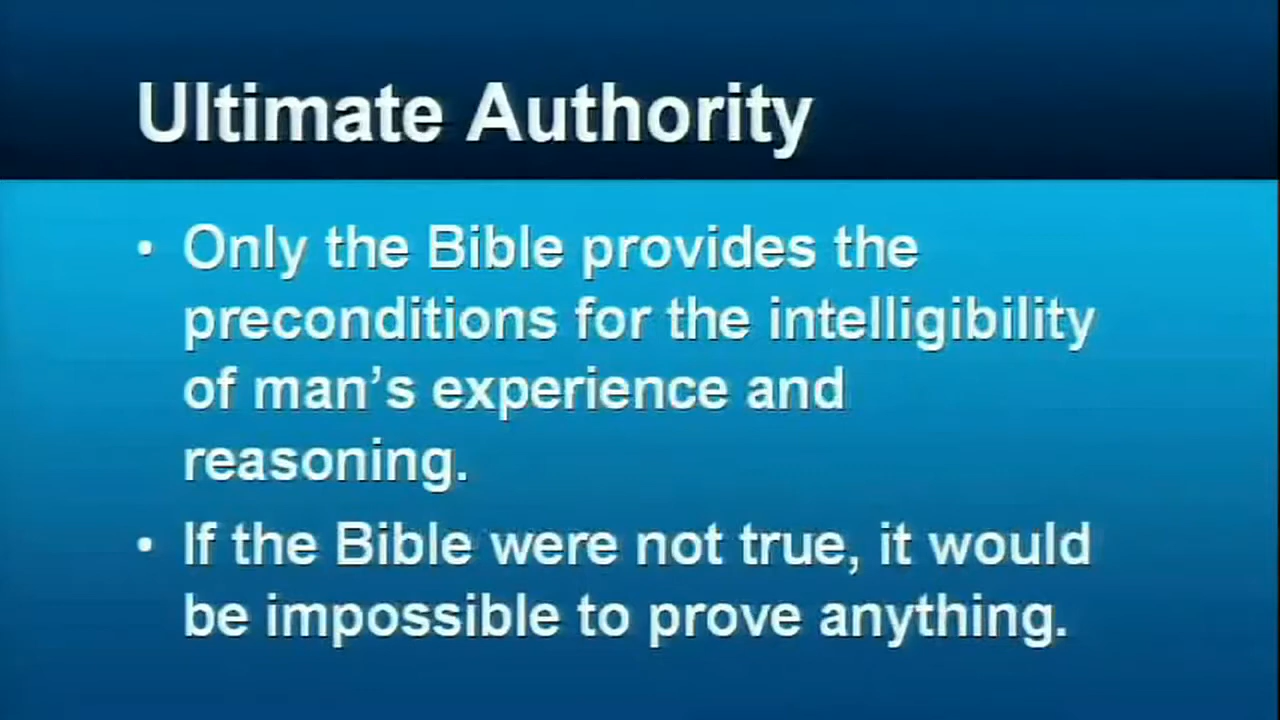 Ultimate Authority
• Only the Bible provides the
preconditions for the intelligibility
of man’s experience and
reasoning.
• If the Bible were not true, it would
be impossible to prove anything.